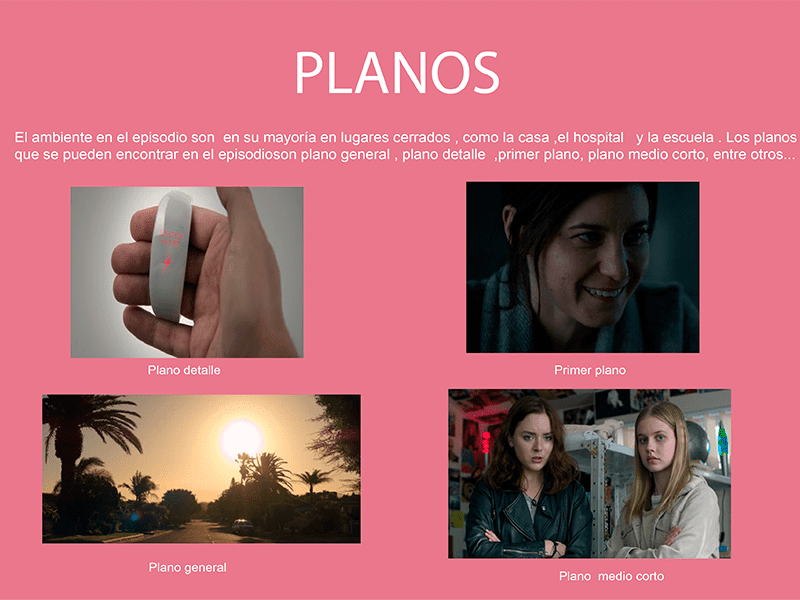 PLANOS
El ambiente en el episodio son en su mayoría en lugares cerrados , como la casa ,el hospital y la escuela . Los planos
que se pueden encontrar en el episodioson plano general , plano detalle ,primer plano, plano medio corto, entre otros...
Plano detalle
Primer plano
Plano general
Plano medio corto